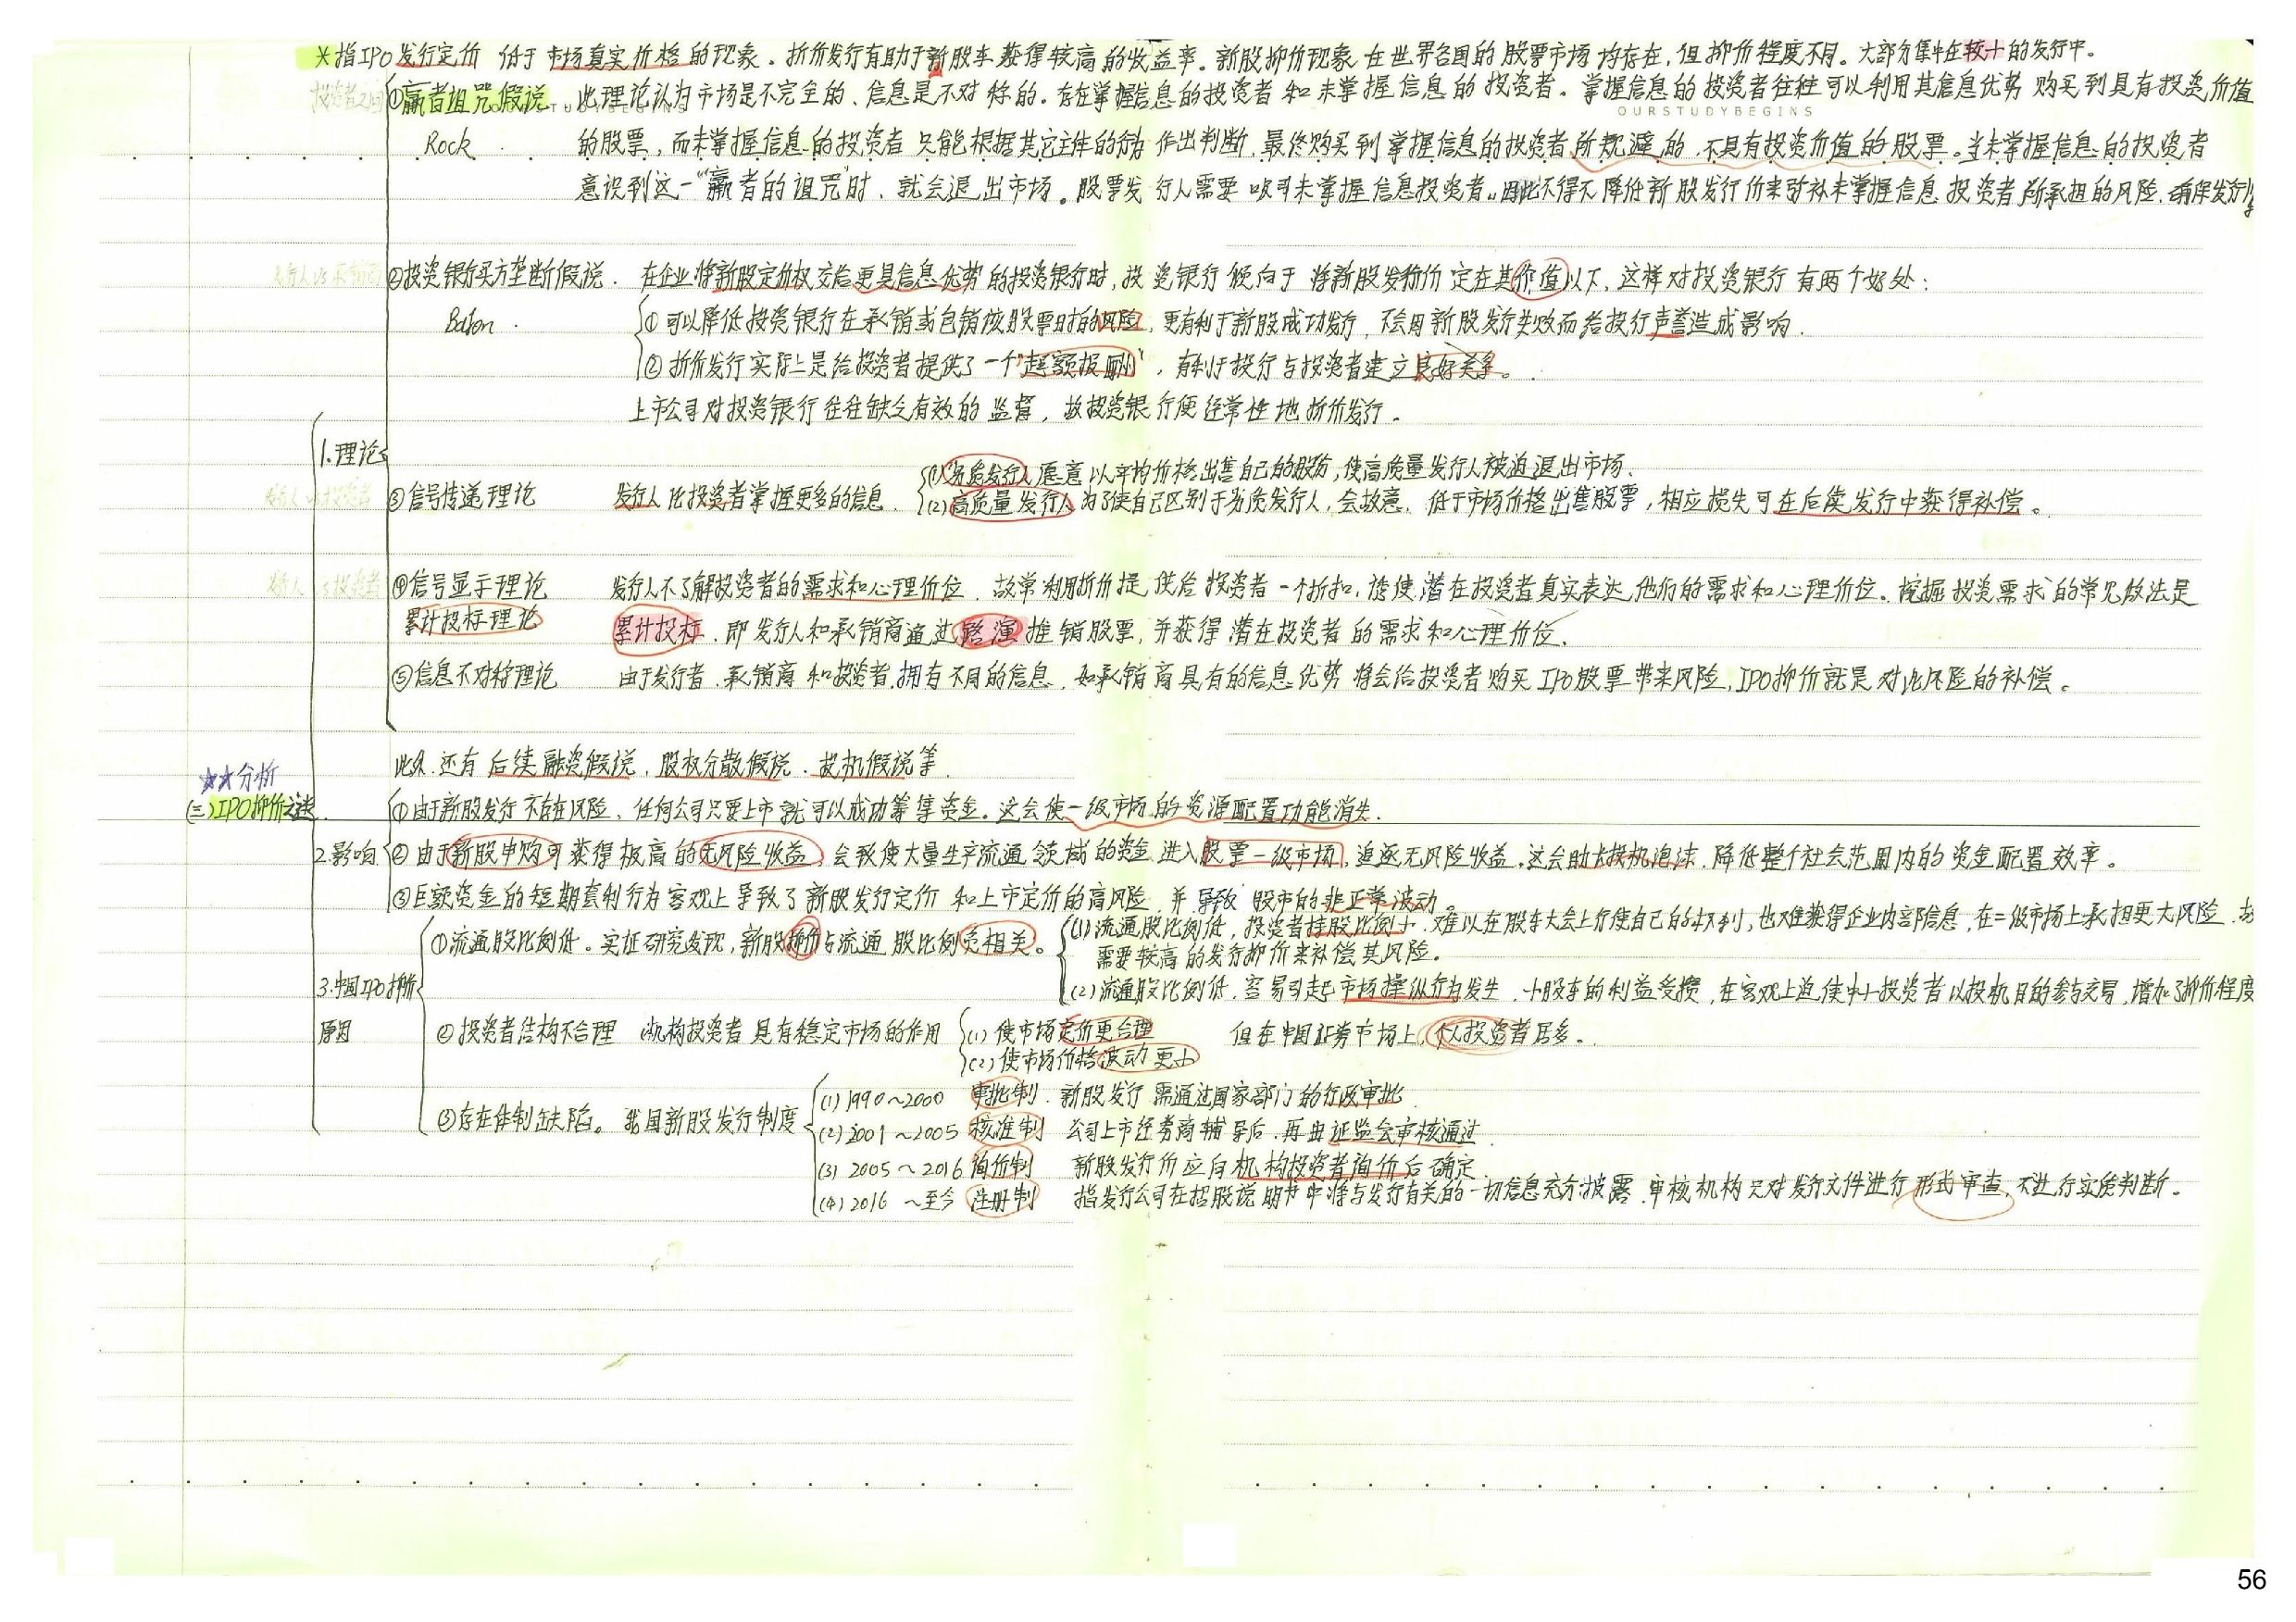 *指IPO发行定价 低于市场真实价格的现象。折价发行有助于新股东获得较高的收益率。新股抑价现象在世界各国的股票市场均存在,但抑价程度不同。大部分集中在较小的发行中。
投资者之间 ①赢者诅咒假说 此理论认为市场是不完全的、信息是不对称的。存在掌握信息的投资者和未掌握信息的投资者。掌握信息的投资者往往可以利用其信息优势购买到具有投资价值
OURSTUDYBEGINS
Rock 的股票,而未掌握信息的投资者只能根据其它主体的行为作出判断,最终购买到掌握信息的投资者所规避的、不具有投资价值的股票。当未掌握信息的投资者
意识到这一“赢者的诅咒”时,就会退出市场。股票发行人需要吸引未掌握信息投资者。因此不得不降低新股发行价来弥补未掌握信息投资者所承担的风险,确保发行
②投资银行买方垄断假说. 在企业将新股定价权交给更具信息优势的投资银行时,投资银行倾向于将新股发行价定在其价值以下,这样对投资银行有两个好处:
Baron. ①可以降低投资银行在承销或包销该股票时的风险,更有利于新股成功发行,不会因新股发行失败而给投行声誉造成影响.
②折价发行实际上是给投资者提供了一个“超额报酬”,有利于投行与投资者建立良好关系。
上市公司对投资银行往往缺乏有效的监督,故投资银行便经常性地折价发行.
1.理论
(1)劣质发行人愿意以平均价格出售自己的股份,使高质量发行人被迫退出市场.
③信号传递理论 发行人比投资者掌握更多的信息.
(2)高质量发行人为了使自己区别于劣质发行人,会故意低于市场价格出售股票,相应损失可在后续发行中获得补偿。
④信号显示理论 发行人不了解投资者的需求和心理价位.故常利用折价提供给投资者一个折扣,诱使潜在投资者真实表达他们的需求和心理价位。挖掘投资需求的常见做法是
累计投标理论 累计投标.即发行人和承销商通过路演推销股票,并获得潜在投资者的需求和心理价位.
⑤信息不对称理论 由于发行者、承销商和投资者拥有不同的信息,如承销商具有的信息优势将会给投资者购买IPO股票带来风险,IPO抑价就是对此风险的补偿。
此外,还有后续融资假说、股权分散假说、投机假说等.
☆☆分析
(三)IPO抑价之谜
①由于新股发行不存在风险,任何公司只要上市就可以成功筹集资金。这会使一级市场的资源配置功能消失.
2.影响 ②由于新股申购可获得极高的无风险收益,会致使大量生产流通领域的资金进入股票一级市场,追逐无风险收益.这会助长投机泡沫,降低整个社会范围内的资金配置效率。
③巨额资金的短期套利行为客观上导致了新股发行定价和上市定价的高风险,并导致股市的非正常波动.
①流通股比例低。实证研究发现,新股抑价与流通股比例负相关。
(1)流通股比例低,投资者持股比例小.难以在股东大会上行使自己的权利,也难获得企业内部信息,在二级市场上承担更大风险.故
需要较高的发行抑价来补偿其风险.
3.中国IPO抑价原因
(2)流通股比例低,容易引起市场操纵行为发生,小股东的利益受损,在客观上迫使中小投资者以投机目的参与交易,增加了抑价程度
②投资者结构不合理 机构投资者具有稳定市场的作用 (1)使市场定价更合理 但在中国证券市场上,个人投资者居多。
(2)使市场价格波动更小
③存在体制缺陷。我国新股发行制度
(1)1990~2000 审批制.新股发行需通过国家部门的行政审批.
(2)2001~2005 核准制 公司上市经券商辅导后,再由证监会审核通过.
(3)2005~2016 询价制 新股发行价应向机构投资者询价后确定
(4)2016~至今 注册制 指发行公司在招股说明书中将与发行有关的一切信息充分披露.审核机构只对发行文件进行形式审查,不进行实质判断。
56